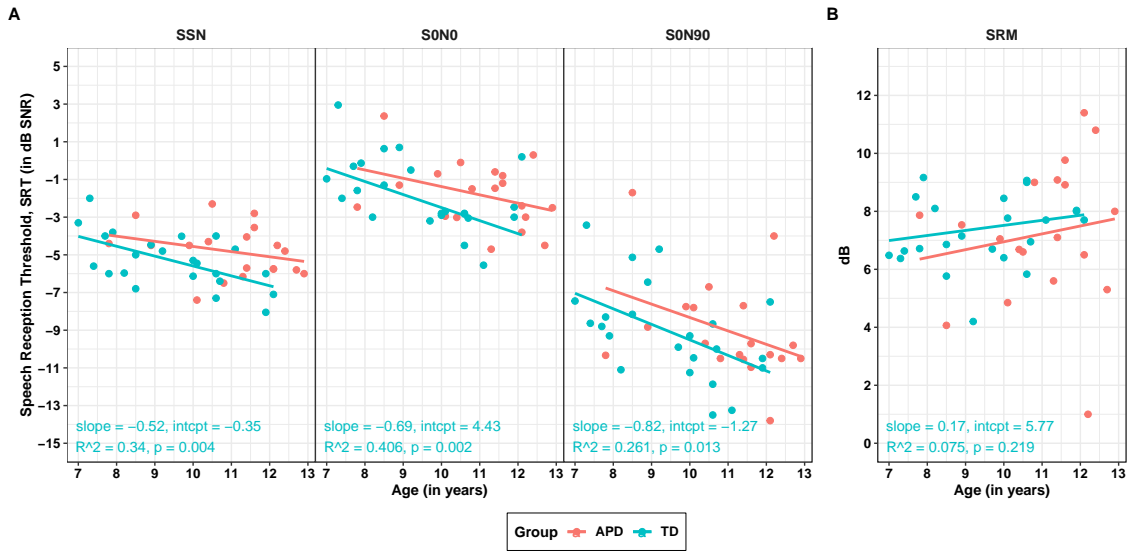 A
B
SSN
S0N0
S0N90
SRM
Speech Reception Threshold, SRT (in dB SNR)
5
3
1
−1
−3
−5
−7
−9
−11
−13
−15
slope = −0.52, intcpt = −0.35
R^2 = 0.34, p = 0.004
slope = −0.69, intcpt = 4.43
R^2 = 0.406, p = 0.002
slope = −0.82, intcpt = −1.27
R^2 = 0.261, p = 0.013
7 8 9 10 11 12 13
7 8 9 10 11 12 13
7 8 9 10 11 12 13
Age (in years)
dB
12
10
8
6
4
2
0
slope = 0.17, intcpt = 5.77
R^2 = 0.075, p = 0.219
7 8 9 10 11 12 13
Age (in years)
Group APD TD